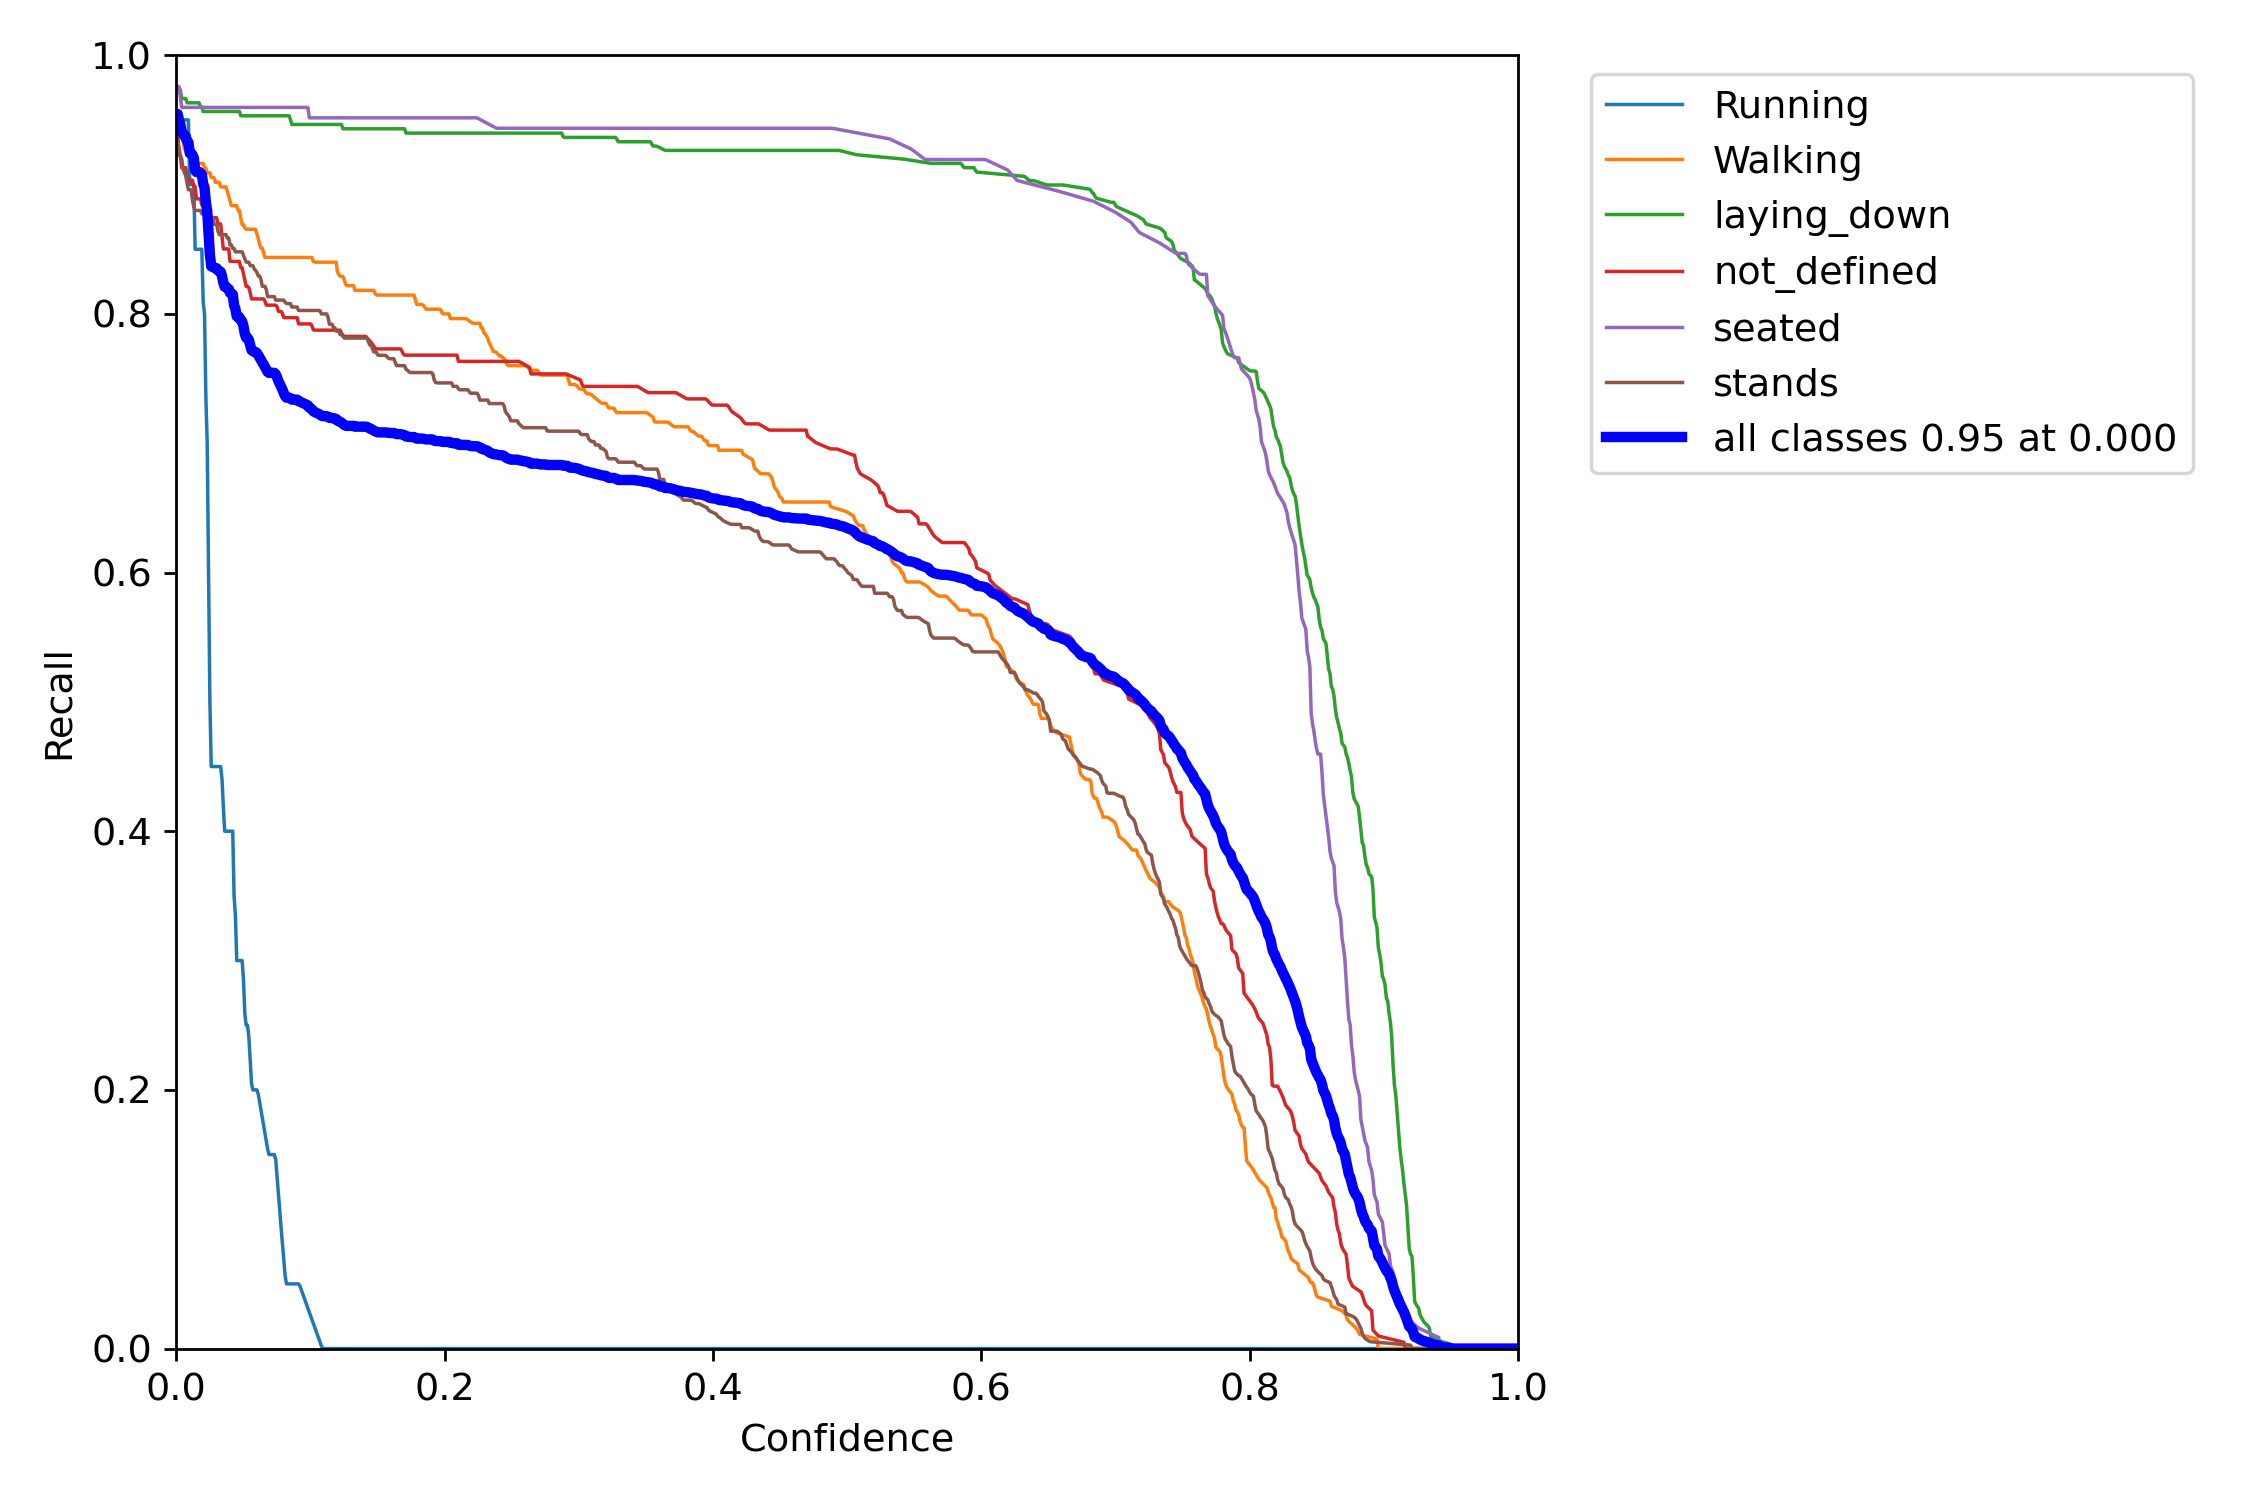 1.0
0.8
0.6
0.4
0.2
0.0
0.0 0.2 0.4 0.6 0.8 1.0
Recall
Confidence
Running
Walking
laying_down
not_defined
seated
stands
all classes 0.95 at 0.000